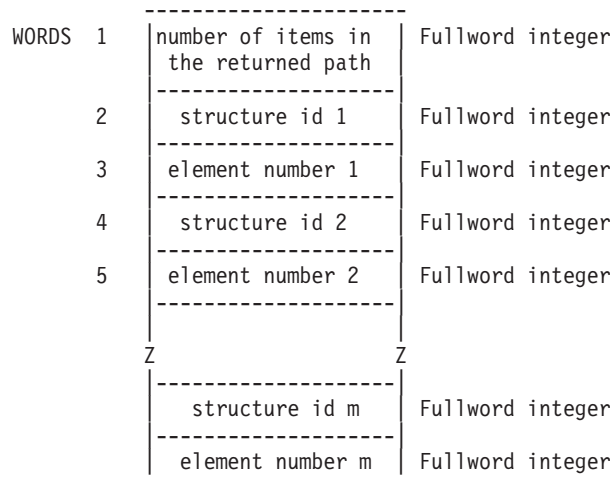 WORDS 1 number of items in Fullword integer
the returned path
2 structure id 1 Fullword integer
3 element number 1 Fullword integer
4 structure id 2 Fullword integer
5 element number 2 Fullword integer
Z Z
structure id m Fullword integer
element number m Fullword integer